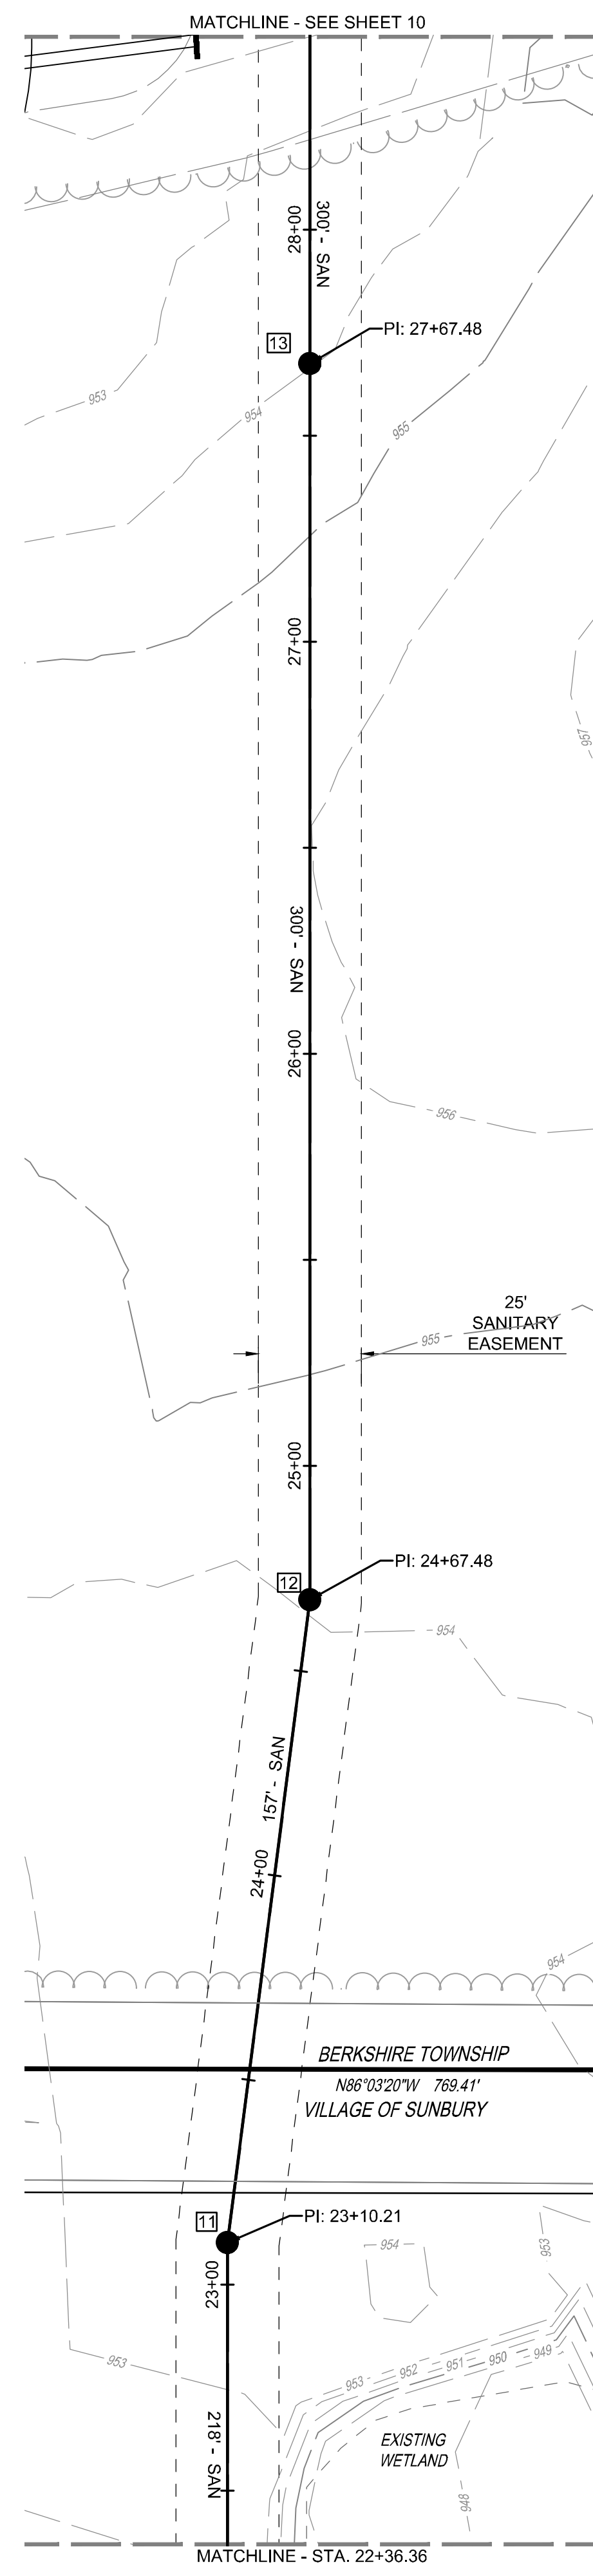 MATCHLINE - SEE SHEET 10
28+00
300' - SAN
PI: 27+67.48
13
953
954
955
27+00
957
300' - SAN
26+00
956
25'
SANITARY
EASEMENT
955
25+00
PI: 24+67.48
12
954
157' - SAN
24+00
954
BERKSHIRE TOWNSHIP
N86°03'20"W 769.41'
VILLAGE OF SUNBURY
11
PI: 23+10.21
954
953
23+00
953
953
952
951
950
949
218' - SAN
EXISTING
WETLAND
948
MATCHLINE - STA. 22+36.36